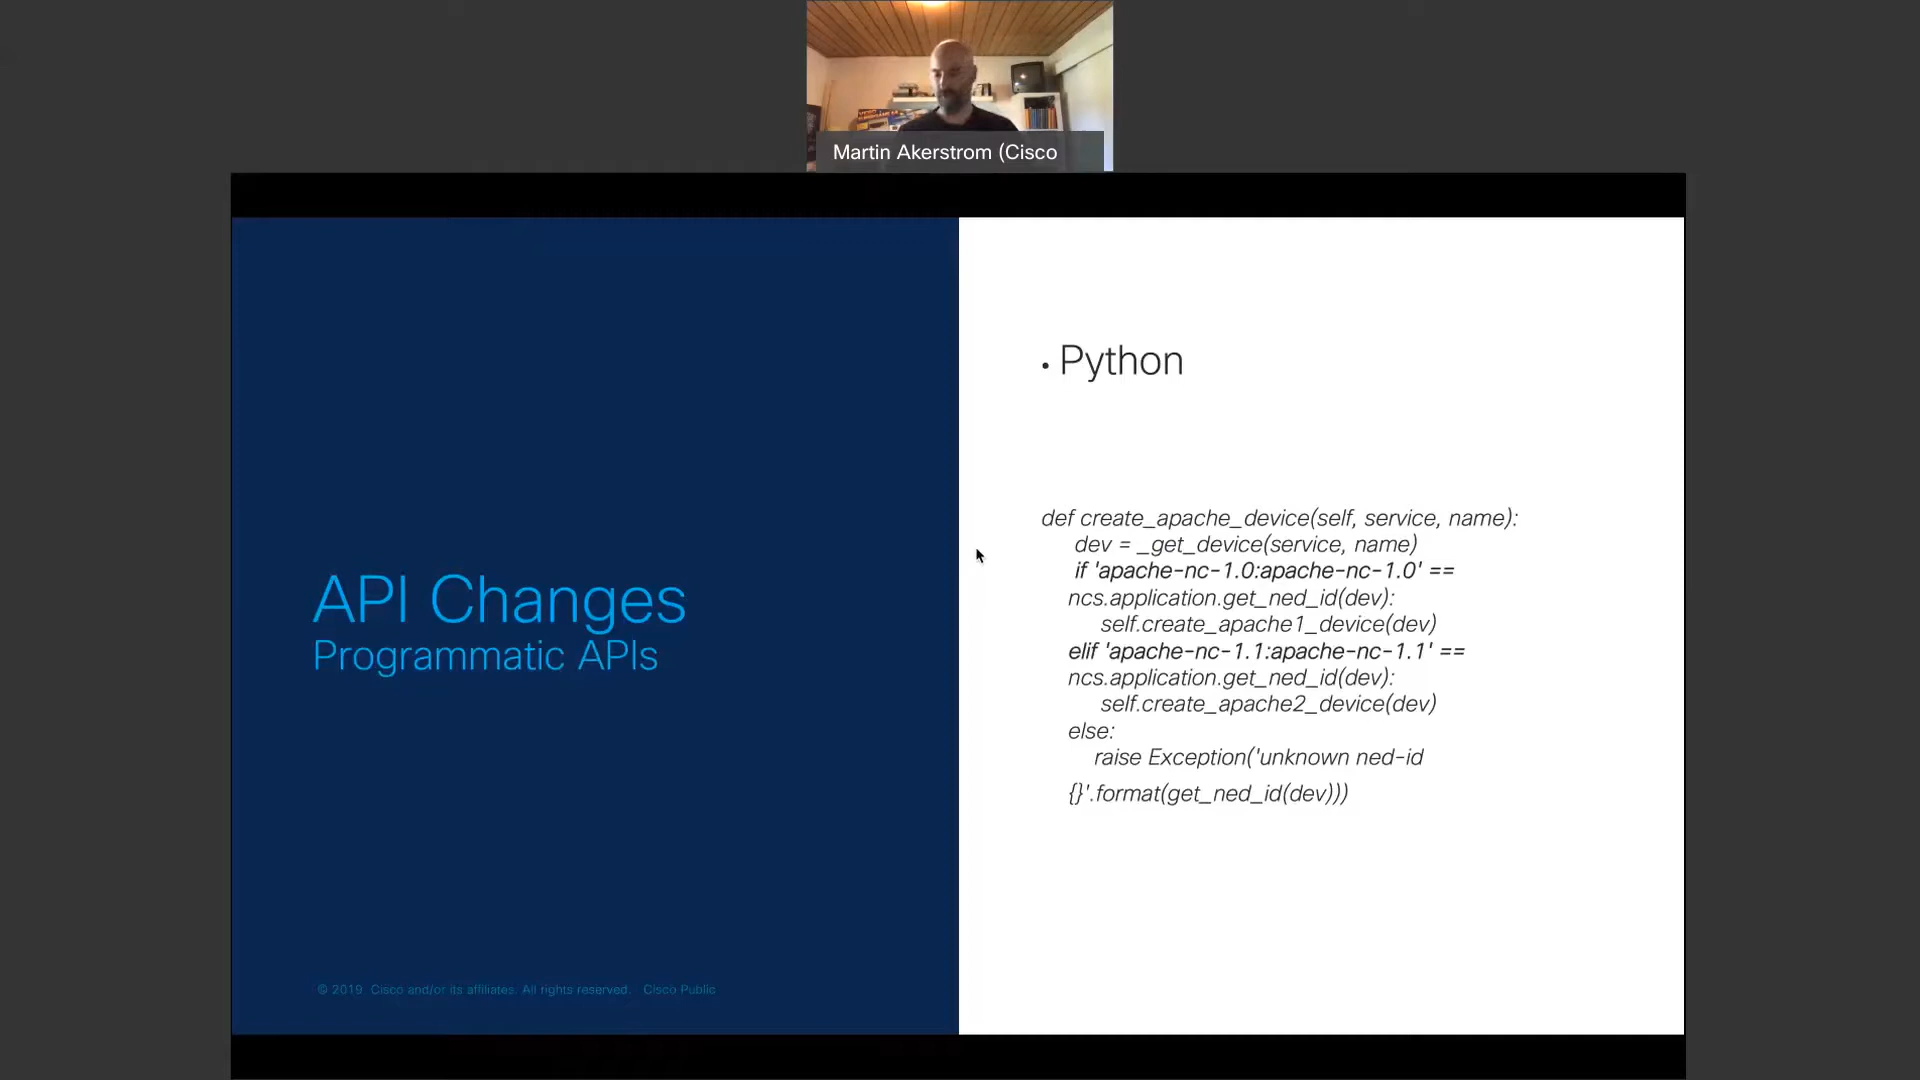 Martin Akerstrom (Cisco
API Changes
Programmatic APIs
© 2019 Cisco and/or its affiliates. All rights reserved. Cisco Public
• Python
def create_apache_device(self, service, name):
dev = _get_device(service, name)
if 'apache-nc-1.0:apache-nc-1.0' ==
ncs.application.get_ned_id(dev):
self.create_apache1_device(dev)
elif 'apache-nc-1.1:apache-nc-1.1' ==
ncs.application.get_ned_id(dev):
self.create_apache2_device(dev)
else:
raise Exception('unknown ned-id
{}'.format(get_ned_id(dev)))